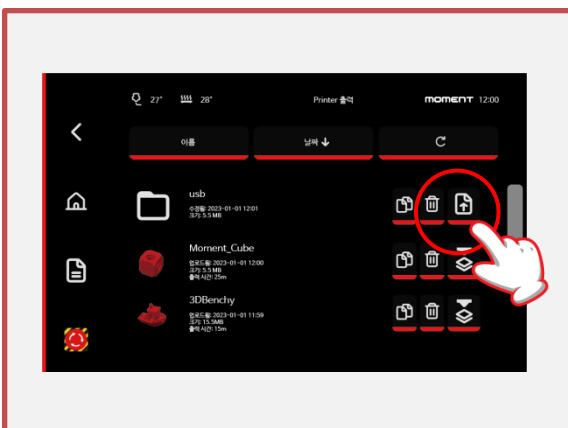 27° 28° Printer 출력 moment 12:00
이름 날짜 ↓
usb
수정됨: 2023-01-01 12:01
크기: 5.5 MB
Moment_Cube
업로드됨: 2023-01-01 12:00
크기: 5.5 MB
출력 시간: 25m
3DBenchy
업로드됨: 2023-01-01 11:59
크기: 15.5MB
출력 시간: 15m